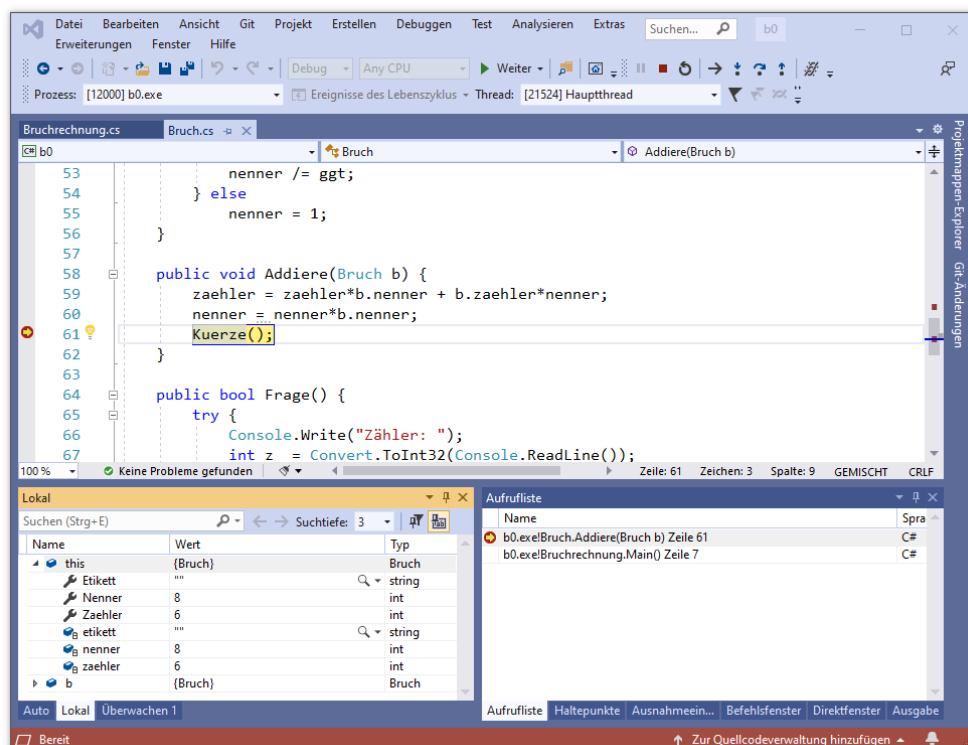 Datei Bearbeiten Ansicht Git Projekt Erstellen Debuggen Test Analysieren Extras Suchen... b0
Erweiterungen Fenster Hilfe
Debug Any CPU Weiter
Prozess: [12000] b0.exe Ereignisse des Lebenszyklus Thread: [21524] Hauptthread
Bruchrechnung.cs Bruch.cs
C# b0 Bruch Addiere(Bruch b)
53 nenner /= ggt;
54 } else
55 nenner = 1;
56 }
57
58 public void Addiere(Bruch b) {
59 zaehler = zaehler*b.nenner + b.zaehler*nenner;
60 nenner = nenner*b.nenner;
61 Kuerze();
62 }
63
64 public bool Frage() {
65 try {
66 Console.Write("Zähler: ");
67 int z = Convert.ToInt32(Console.ReadLine());
100 % Keine Probleme gefunden Zeile: 61 Zeichen: 3 Spalte: 9 GEMISCHT CRLF
Projektmappen-Explorer
Git-Änderungen
Lokal
Suchen (Strg+E) Suchtiefe: 3
Name Wert Typ
this {Bruch} Bruch
Etikett "" string
Nenner 8 int
Zaehler 6 int
etikett "" string
nenner 8 int
zaehler 6 int
b {Bruch} Bruch
Auto Lokal Überwachen 1
Aufrufliste
Name Spra
b0.exe!Bruch.Addiere(Bruch b) Zeile 61 C#
b0.exe!Bruchrechnung.Main() Zeile 7 C#
Aufrufliste Haltepunkte Ausnahmeein... Befehlsfenster Direktfenster Ausgabe
Bereit Zur Quellcodeverwaltung hinzufügen